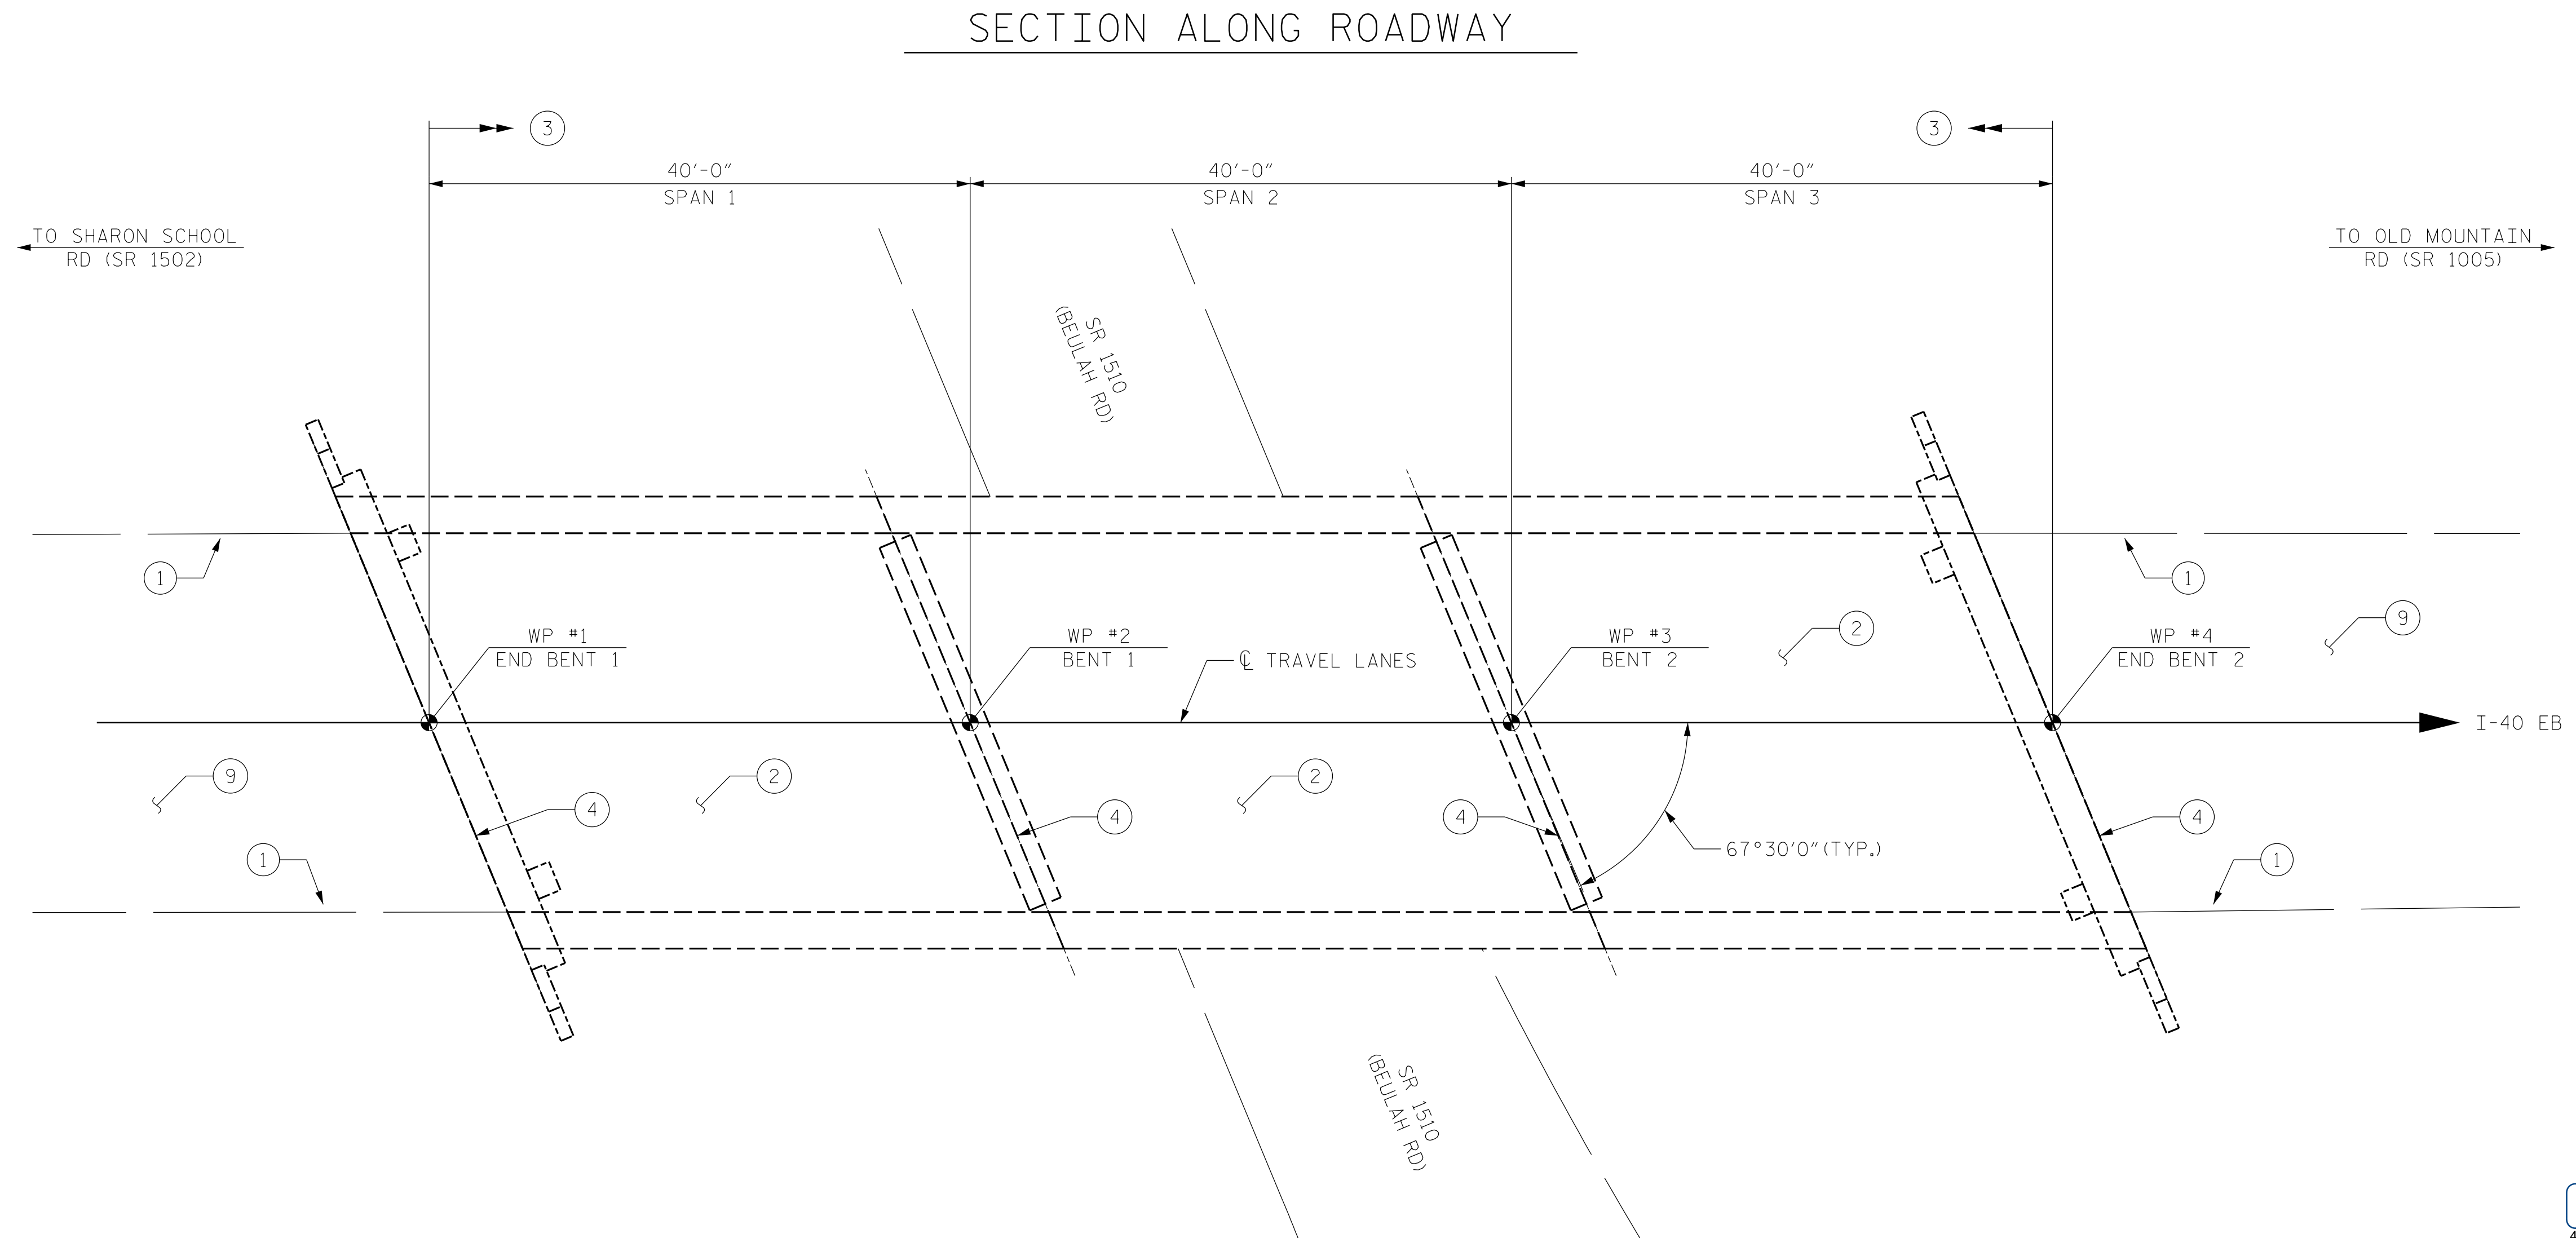 SECTION ALONG ROADWAY
3
3
40'-0"
SPAN 1
40'-0"
SPAN 2
40'-0"
SPAN 3
TO SHARON SCHOOL
RD (SR 1502)
TO OLD MOUNTAIN
RD (SR 1005)
SR 1510
(BEULAH RD)
1
1
9
2
WP #1
END BENT 1
WP #2
BENT 1
℄ TRAVEL LANES
WP #3
BENT 2
WP #4
END BENT 2
I-40 EB
9
2
2
4
4
4
4
67°30'0"(TYP.)
1
1
SR 1510
(BEULAH RD)